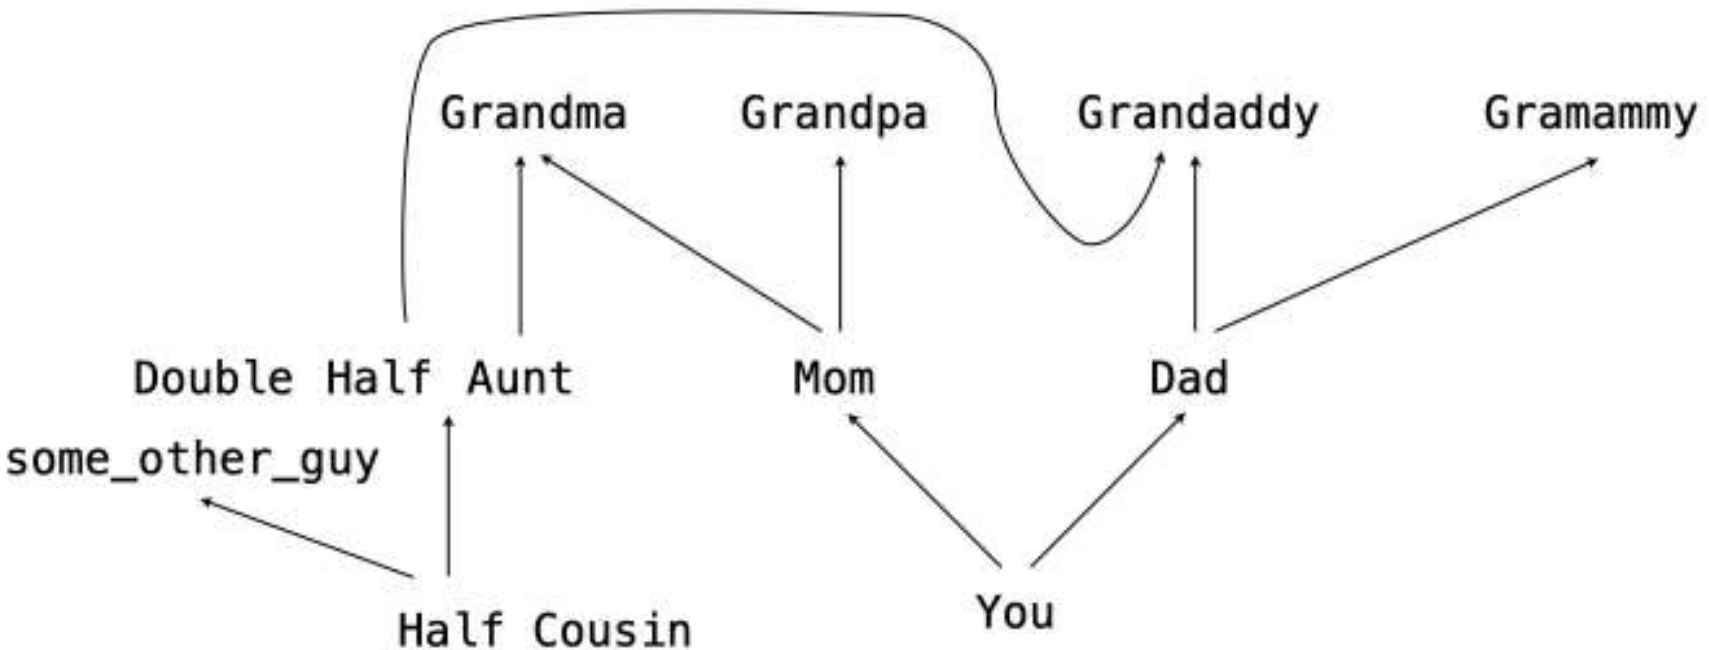 Grandma Grandpa Grandaddy Gramammy
Double Half Aunt Mom Dad
some_other_guy
You
Half Cousin